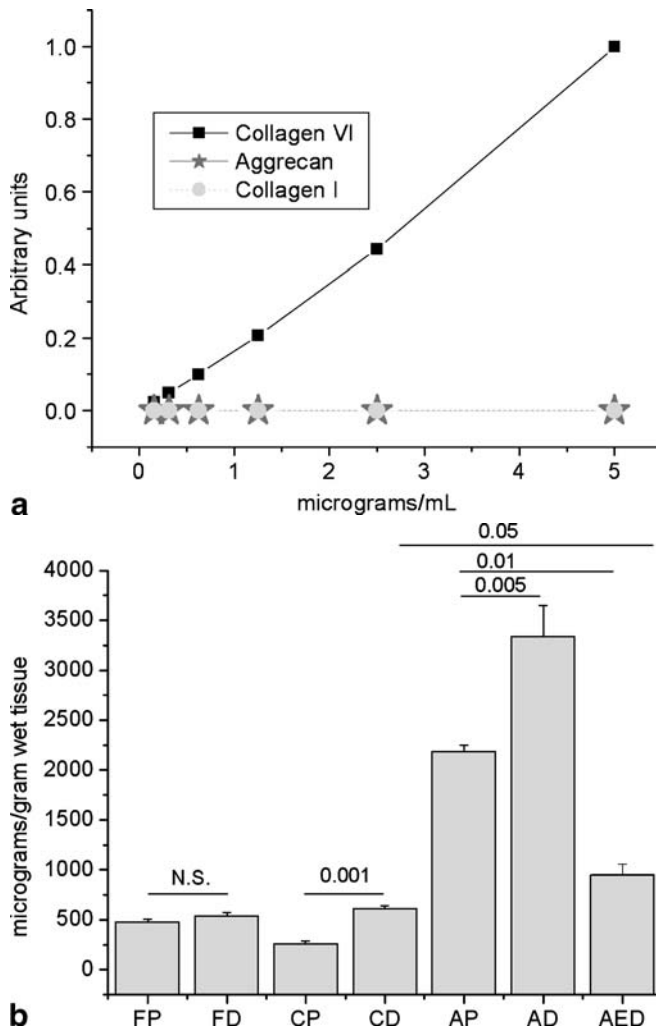 1.0
0.8
0.6
0.4
0.2
0.0
Arbitrary units
Collagen VI
Aggrecan
Collagen I
0 1 2 3 4 5
micrograms/mL
a
0.05
0.01
0.005
4000
3500
3000
2500
2000
1500
1000
500
0
micrograms/gram wet tissue
N.S.
0.001
FP FD CP CD AP AD AED
b